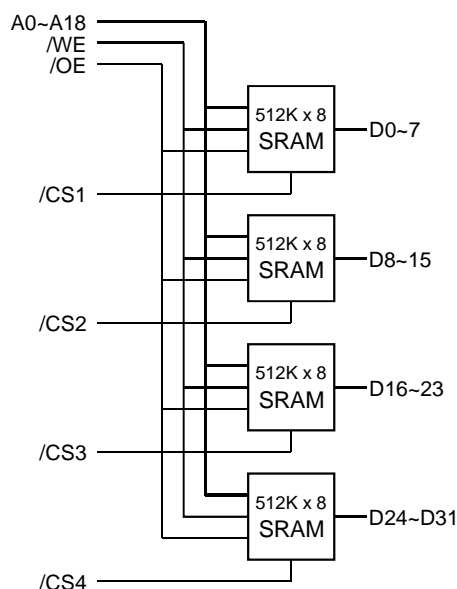 A0~A18
/WE
/OE
512K x 8
SRAM
D0~7
/CS1
512K x 8
SRAM
D8~15
/CS2
512K x 8
SRAM
D16~23
/CS3
512K x 8
SRAM
D24~D31
/CS4